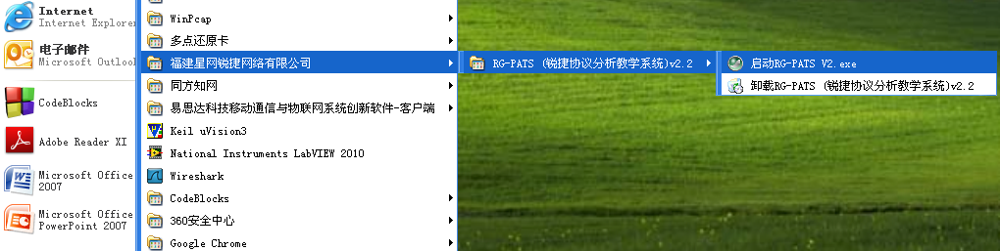 Internet
Internet Explorer
电子邮件
Microsoft Outloo
CodeBlocks
Adobe Reader XI
Microsoft Office
2007
Microsoft Office
PowerPoint 2007
WinPcap
多点还原卡
福建星网锐捷网络有限公司
同方知网
易思达科技移动通信与物联网系统创新软件-客户端
Keil uVision3
National Instruments LabVIEW 2010
Wireshark
CodeBlocks
360安全中心
Google Chrome
RG-PATS (锐捷协议分析教学系统)v2.2
启动RG-PATS V2.exe
卸载RG-PATS (锐捷协议分析教学系统)v2.2